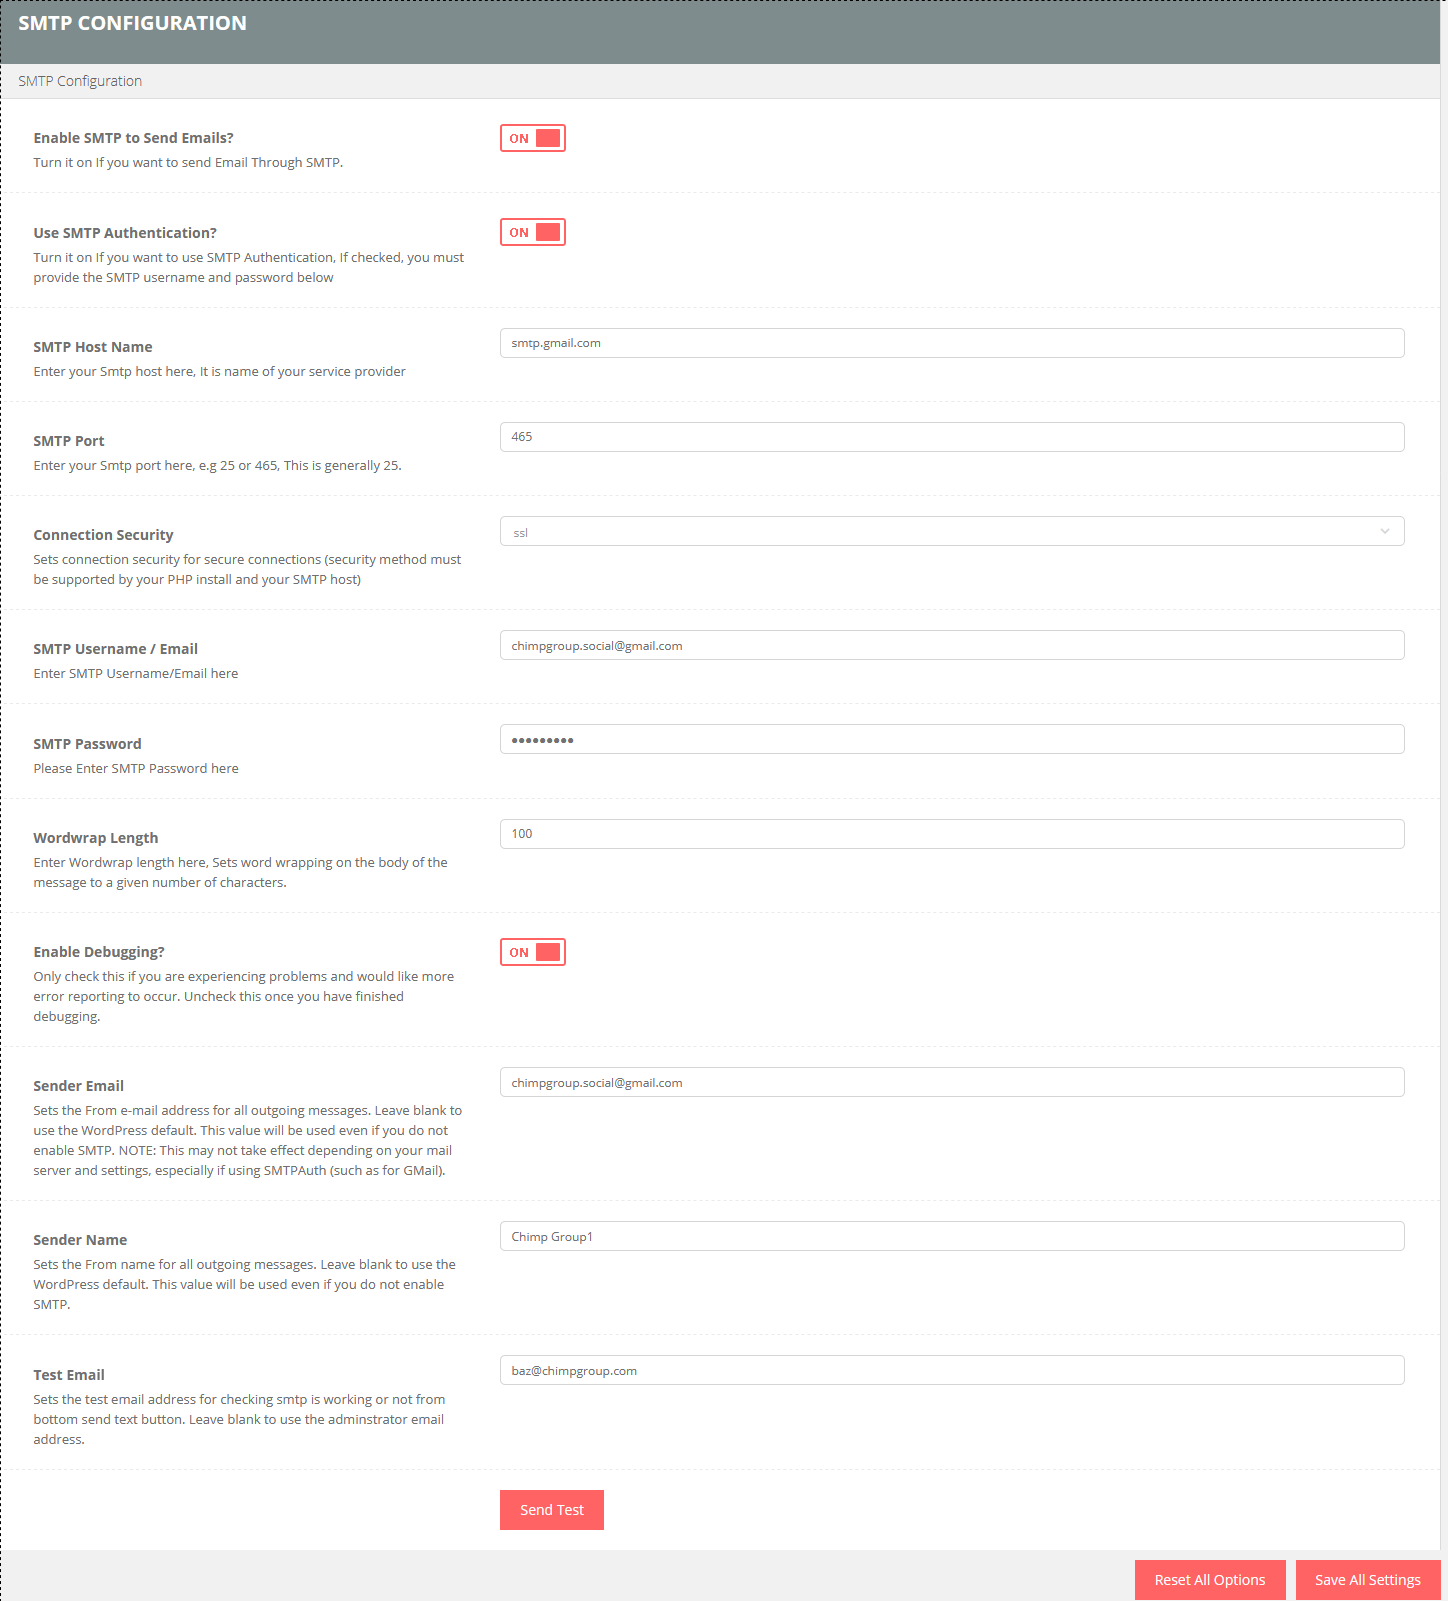 SMTP CONFIGURATION
SMTP Configuration
Enable SMTP to Send Emails?
ON
Turn it on If you want to send Email Through SMTP.
Use SMTP Authentication?
ON
Turn it on If you want to use SMTP Authentication, If checked, you must
provide the SMTP username and password below
SMTP Host Name
smtp.gmail.com
Enter your Smtp host here, It is name of your service provider
SMTP Port
465
Enter your Smtp port here, e.g 25 or 465, This is generally 25.
Connection Security
ssl
Sets connection security for secure connections (security method must
be supported by your PHP install and your SMTP host)
SMTP Username / Email
chimpgroup.social@gmail.com
Enter SMTP Username/Email here
SMTP Password
•••••••••
Please Enter SMTP Password here
Wordwrap Length
100
Enter Wordwrap length here, Sets word wrapping on the body of the
message to a given number of characters.
Enable Debugging?
ON
Only check this if you are experiencing problems and would like more
error reporting to occur. Uncheck this once you have finished
debugging.
Sender Email
chimpgroup.social@gmail.com
Sets the From e-mail address for all outgoing messages. Leave blank to
use the WordPress default. This value will be used even if you do not
enable SMTP. NOTE: This may not take effect depending on your mail
server and settings, especially if using SMTPAuth (such as for GMail).
Sender Name
Chimp Group1
Sets the From name for all outgoing messages. Leave blank to use the
WordPress default. This value will be used even if you do not enable
SMTP.
Test Email
baz@chimpgroup.com
Sets the test email address for checking smtp is working or not from
bottom send text button. Leave blank to use the adminstrator email
address.
Send Test
Reset All Options
Save All Settings